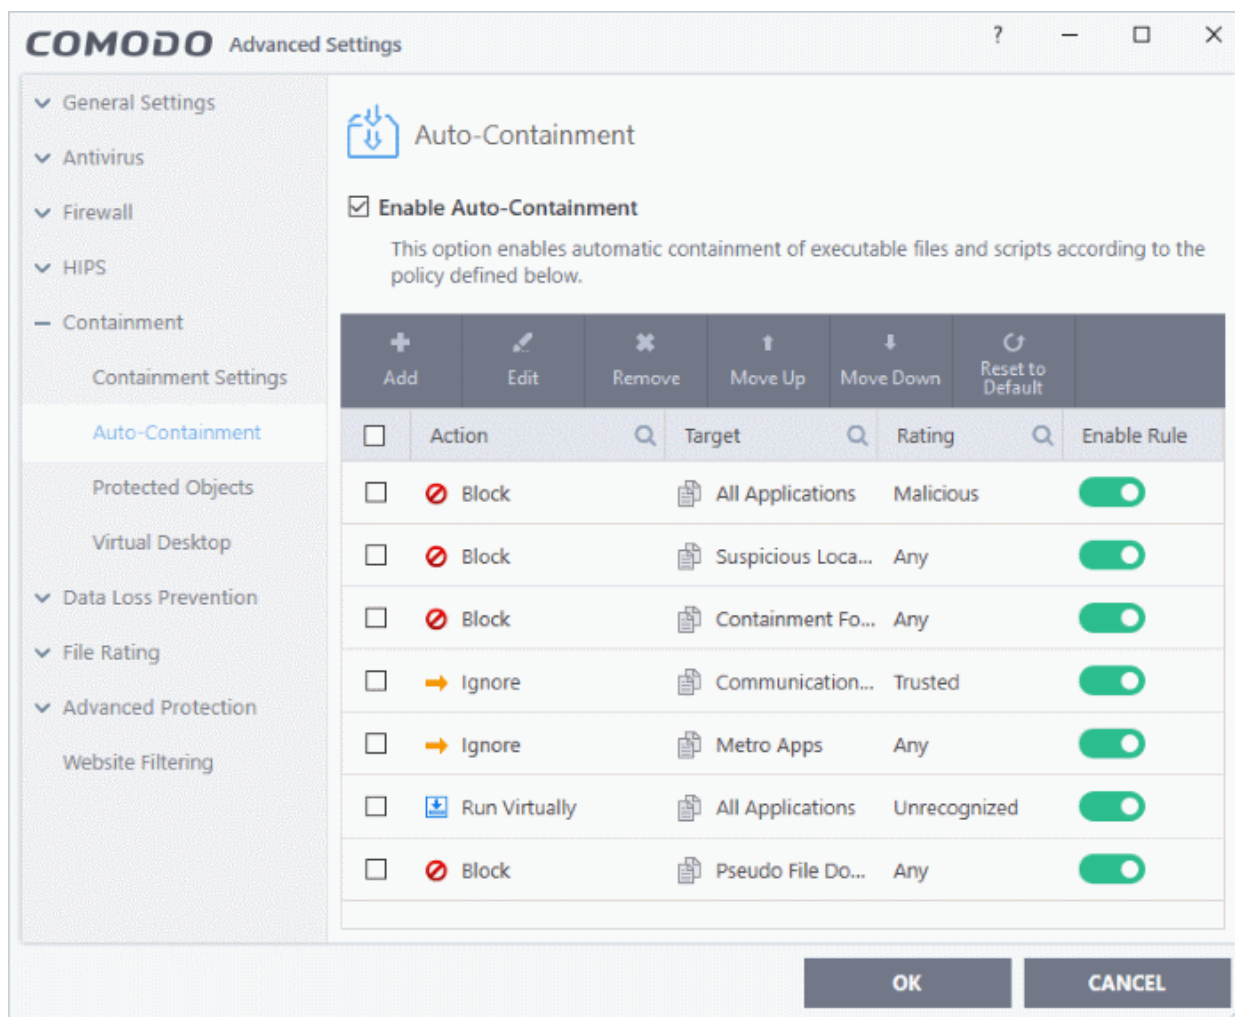 COMODO Advanced Settings ?
General Settings
Antivirus
Firewall
HIPS
Containment
Containment Settings
Auto-Containment
Protected Objects
Virtual Desktop
Data Loss Prevention
File Rating
Advanced Protection
Website Filtering
Auto-Containment
Enable Auto-Containment
This option enables automatic containment of executable files and scripts according to the
policy defined below.
Add Edit Remove Move Up Move Down Reset to
Default
Action Target Rating Enable Rule
Block All Applications Malicious
Block Suspicious Loca... Any
Block Containment Fo... Any
Ignore Communication... Trusted
Ignore Metro Apps Any
Run Virtually All Applications Unrecognized
Block Pseudo File Do... Any
OK CANCEL